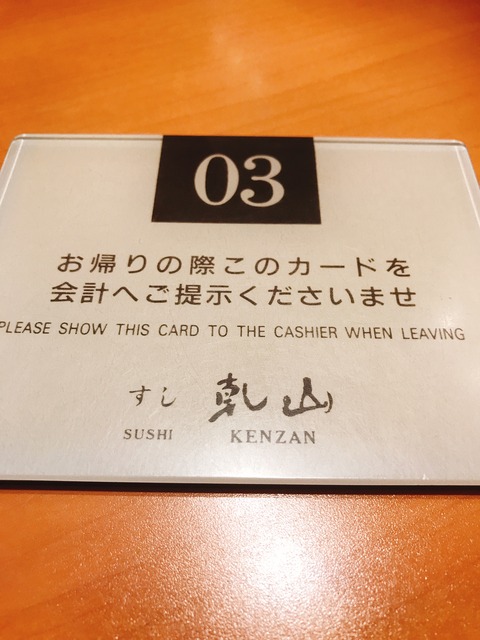 03
お帰りの際このカードを
会計へご提示くださいませ
PLEASE SHOW THIS CARD TO THE CASHIER WHEN LEAVING
すし 乾山
SUSHI KENZAN